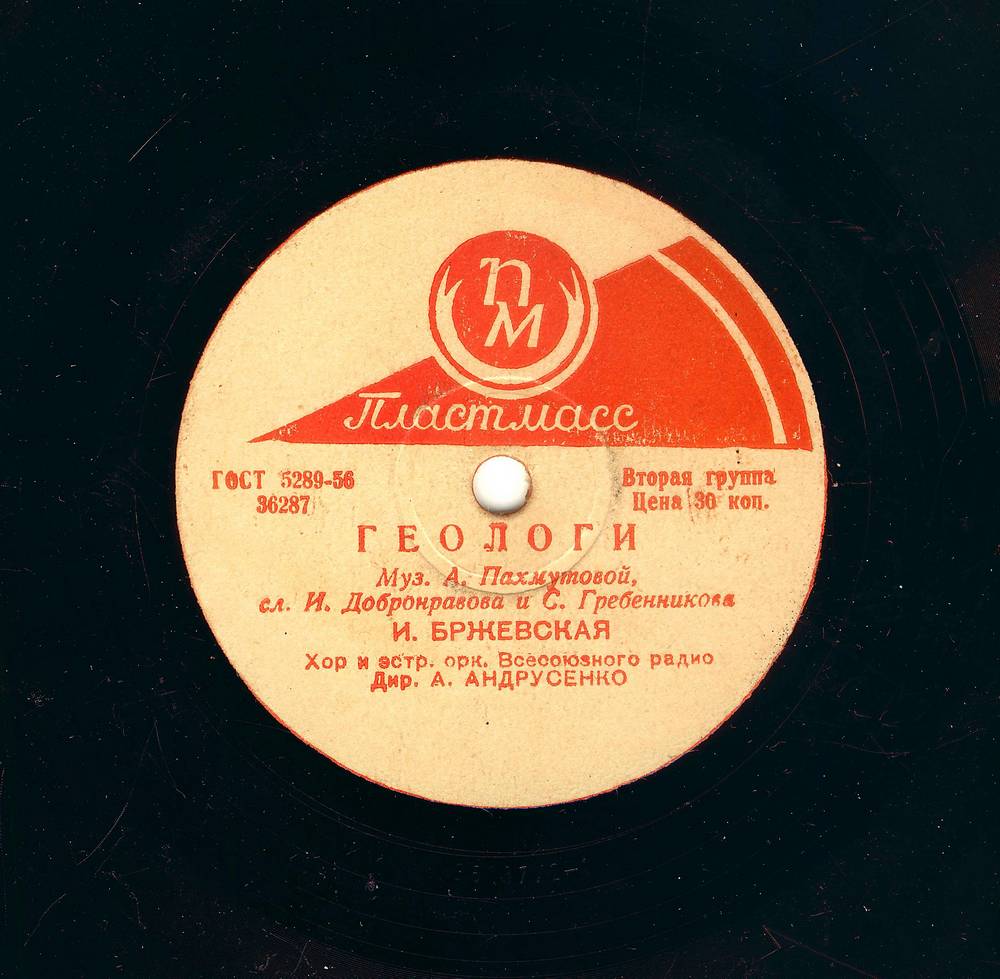 ПМ
Пластмасс
ГОСТ 5289-56
36287
Вторая группа
Цена 30 коп.
ГЕОЛОГИ
Муз. А. Пахмутовой,
сл. И. Добронравова и С. Гребенникова
И. БРЖЕВСКАЯ
Хор и эстр. орк. Всесоюзного радио
Дир. А. АНДРУСЕНКО